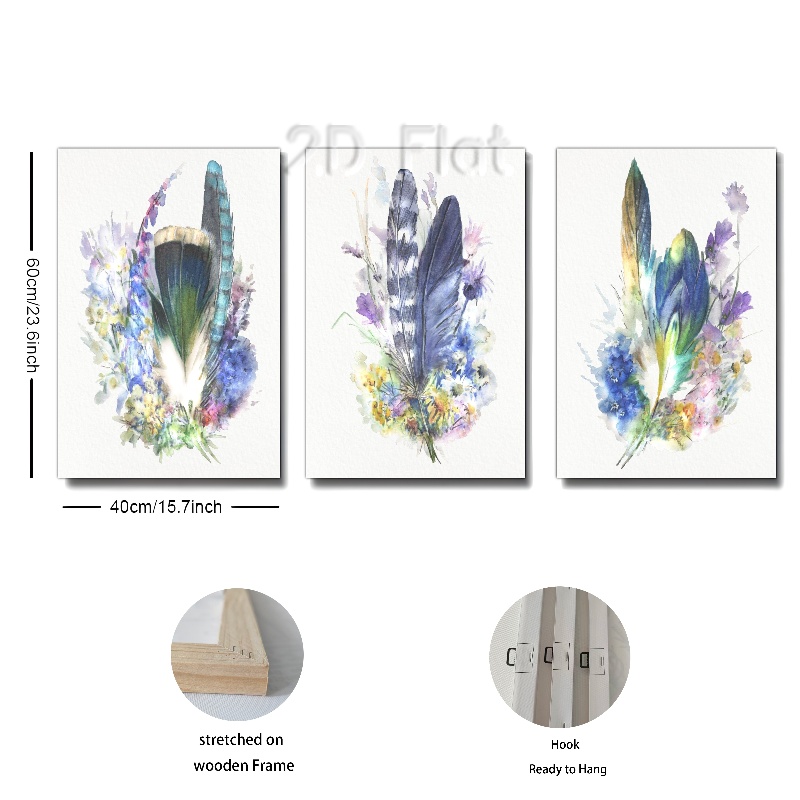 2D Flat
60cm/23.6inch
40cm/15.7inch
stretched on
wooden Frame
Hook
Ready to Hang